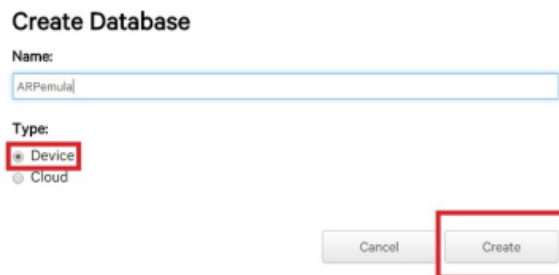 Create Database
Name:
ARPemula
Type:
Device
Cloud
Cancel
Create